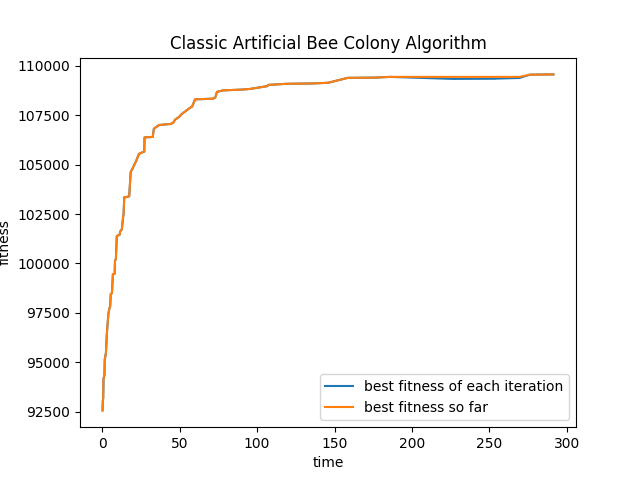 Classic Artificial Bee Colony Algorithm
110000
107500
105000
102500
100000
97500
95000
92500
fitness
0 50 100 150 200 250 300
time
best fitness of each iteration
best fitness so far